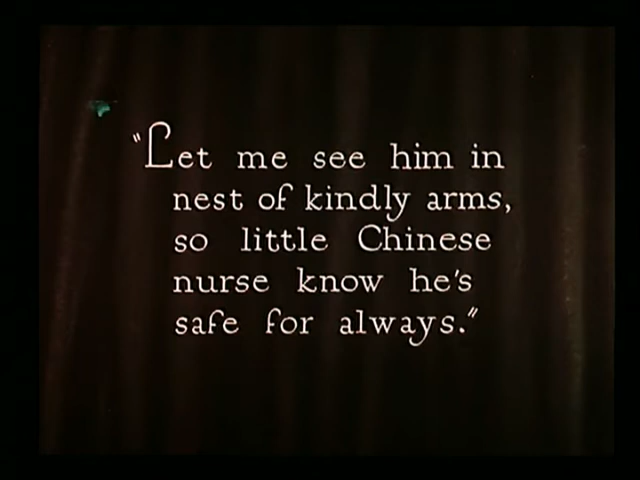 "Let me see him in
nest of kindly arms,
so little Chinese
nurse know he's
safe for always."